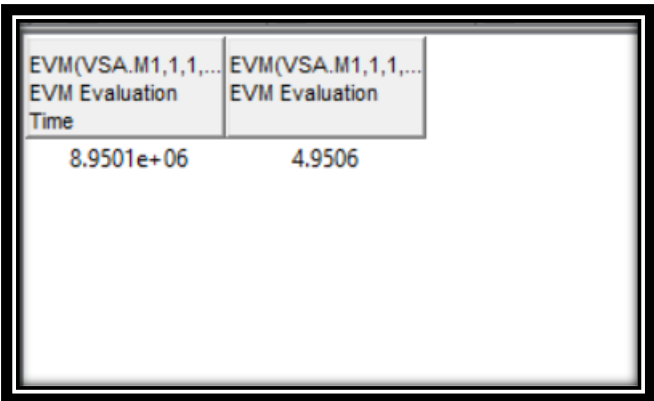 EVM(VSA.M1,1,1,... EVM(VSA.M1,1,1,...
EVM Evaluation EVM Evaluation
Time
8.9501e+06 4.9506